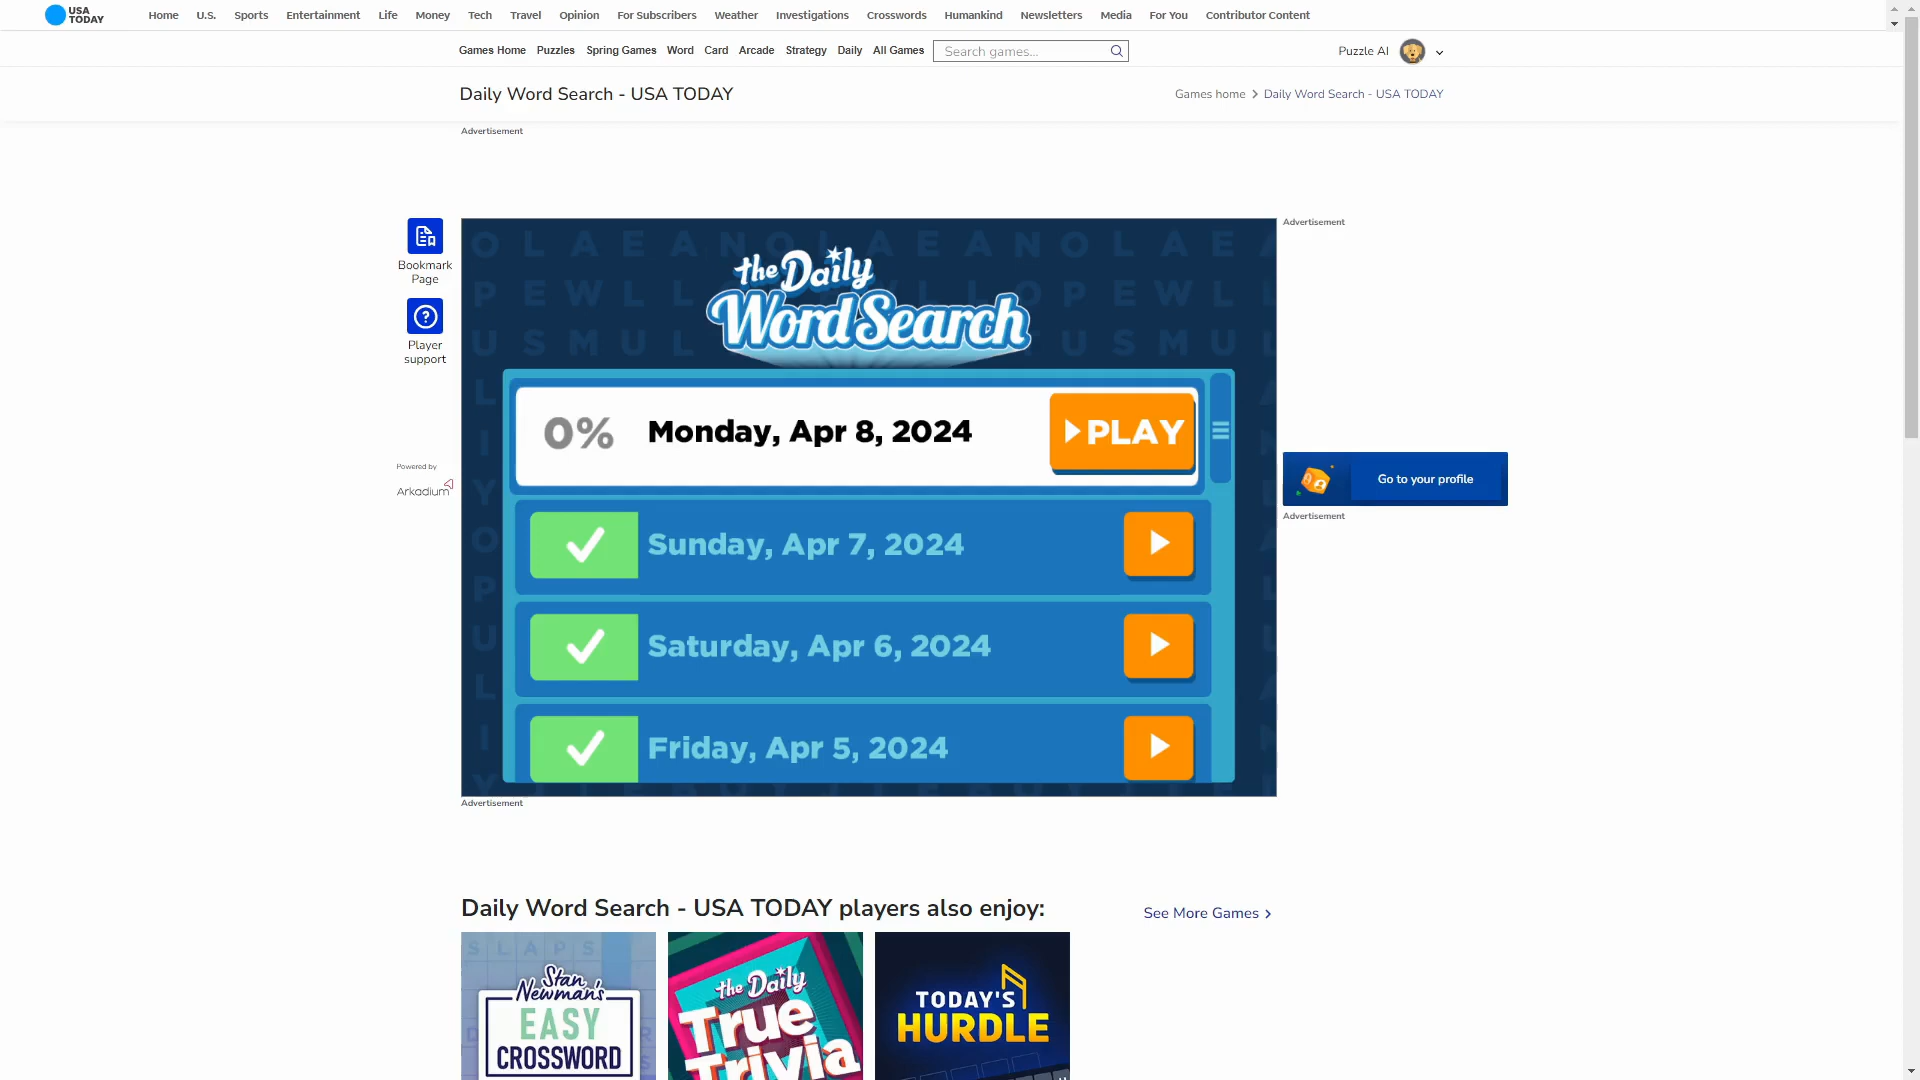 USA TODAY
Home U.S. Sports Entertainment Life Money Tech Travel Opinion For Subscribers Weather Investigations Crosswords Humankind Newsletters Media For You Contributor Content
Games Home Puzzles Spring Games Word Card Arcade Strategy Daily All Games Search games... Puzzle AI
Daily Word Search - USA TODAY
Games home > Daily Word Search - USA TODAY
Advertisement
Bookmark Page
Player support
Powered by
Arkadium
the Daily
WordSearch
0% Monday, Apr 8, 2024 PLAY
Sunday, Apr 7, 2024
Saturday, Apr 6, 2024
Friday, Apr 5, 2024
Advertisement
Go to your profile
Advertisement
Advertisement
Daily Word Search - USA TODAY players also enjoy:
See More Games
SLAPS
Stan Newman's
EASY
CROSSWORD
the Daily
True
Trivia
TODAY'S
HURDLE